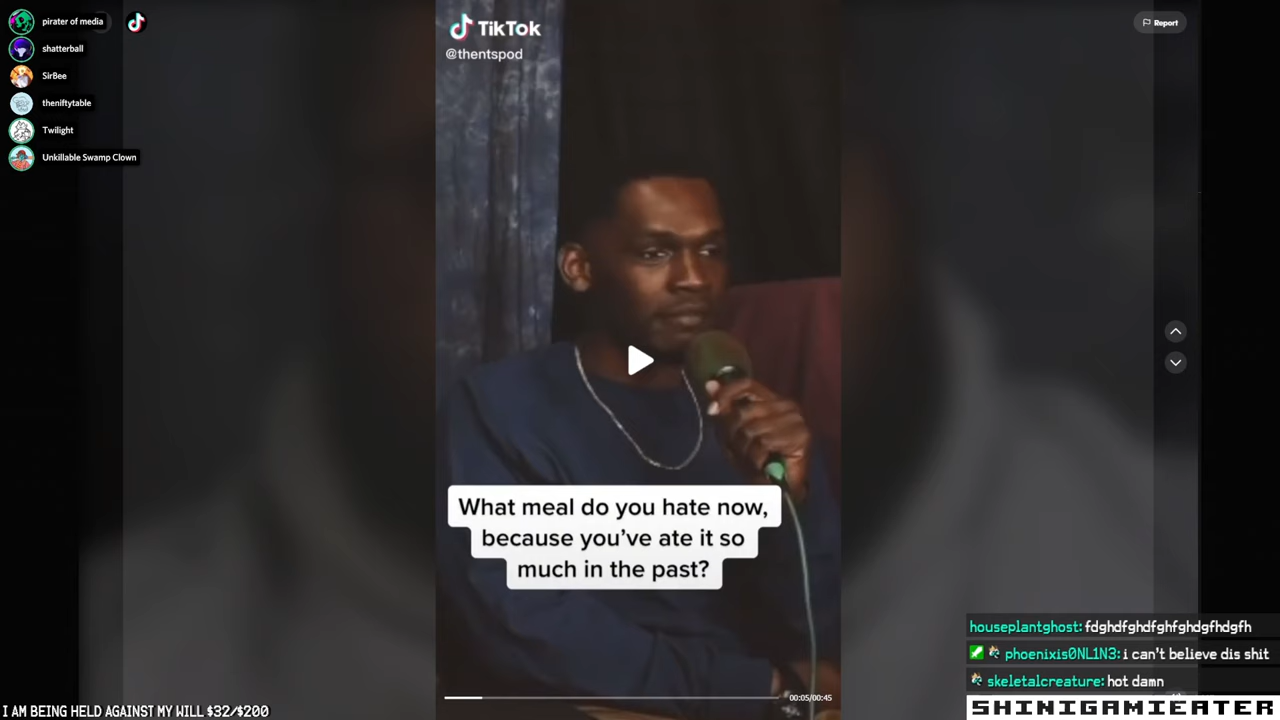 pirater of media
shatterball
SirBee
theniftytable
Twilight
Unkillable Swamp Clown
TikTok
@thentspod
Report
What meal do you hate now,
because you've ate it so
much in the past?
00:05/00:45
houseplantghost: fdghdfghdfghfghgdgfhdgfh
phoenixis0NL1N3: i can't believe dis shit
skeletalcreature: hot damn
I AM BEING HELD AGAINST MY WILL $32/$200
SHINIGAMIEATER